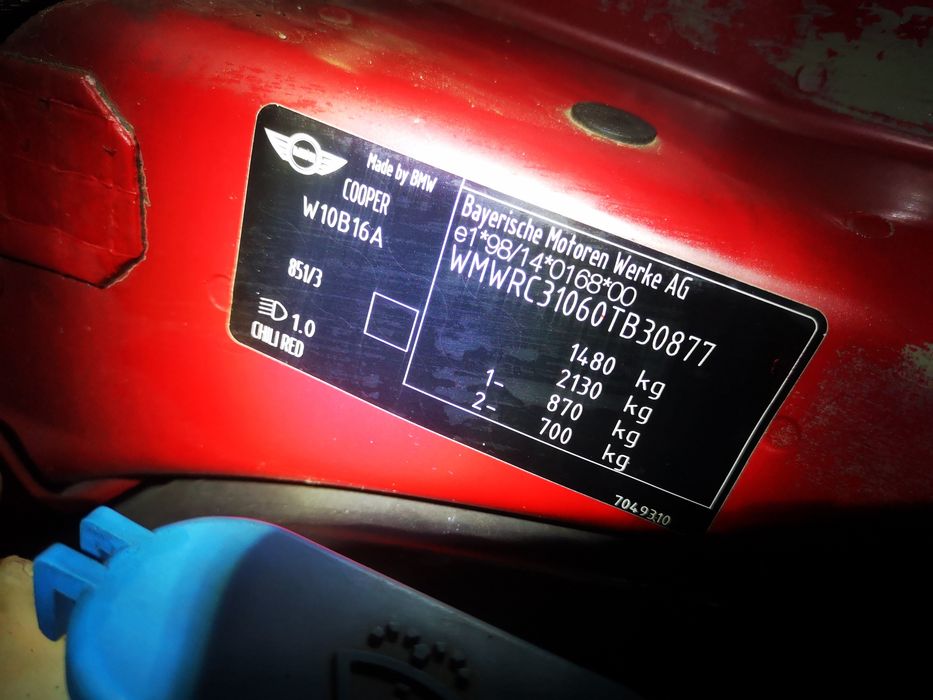 Made by BMW
COOPER
W10B16A
851/3
1.0
CHILI RED
Bayerische Motoren Werke AG
e1*98/14*0168*00
WMWRC31060TB30877
1480 kg
2130 kg
1- 870 kg
2- 700 kg
7049310